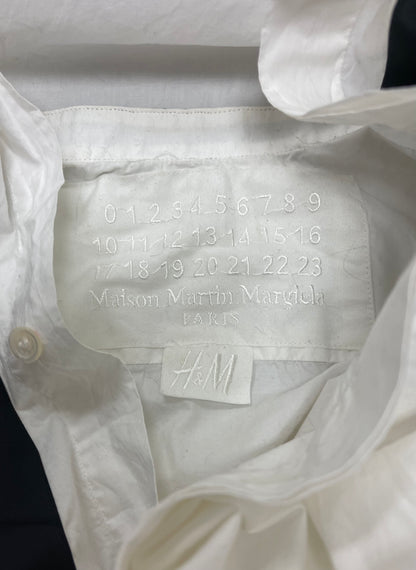 0 1 2 3 4 5 6 7 8 9
10 11 12 13 14 15 16
17 18 19 20 21 22 23
Maison Martin Margiela
PARIS
H&M